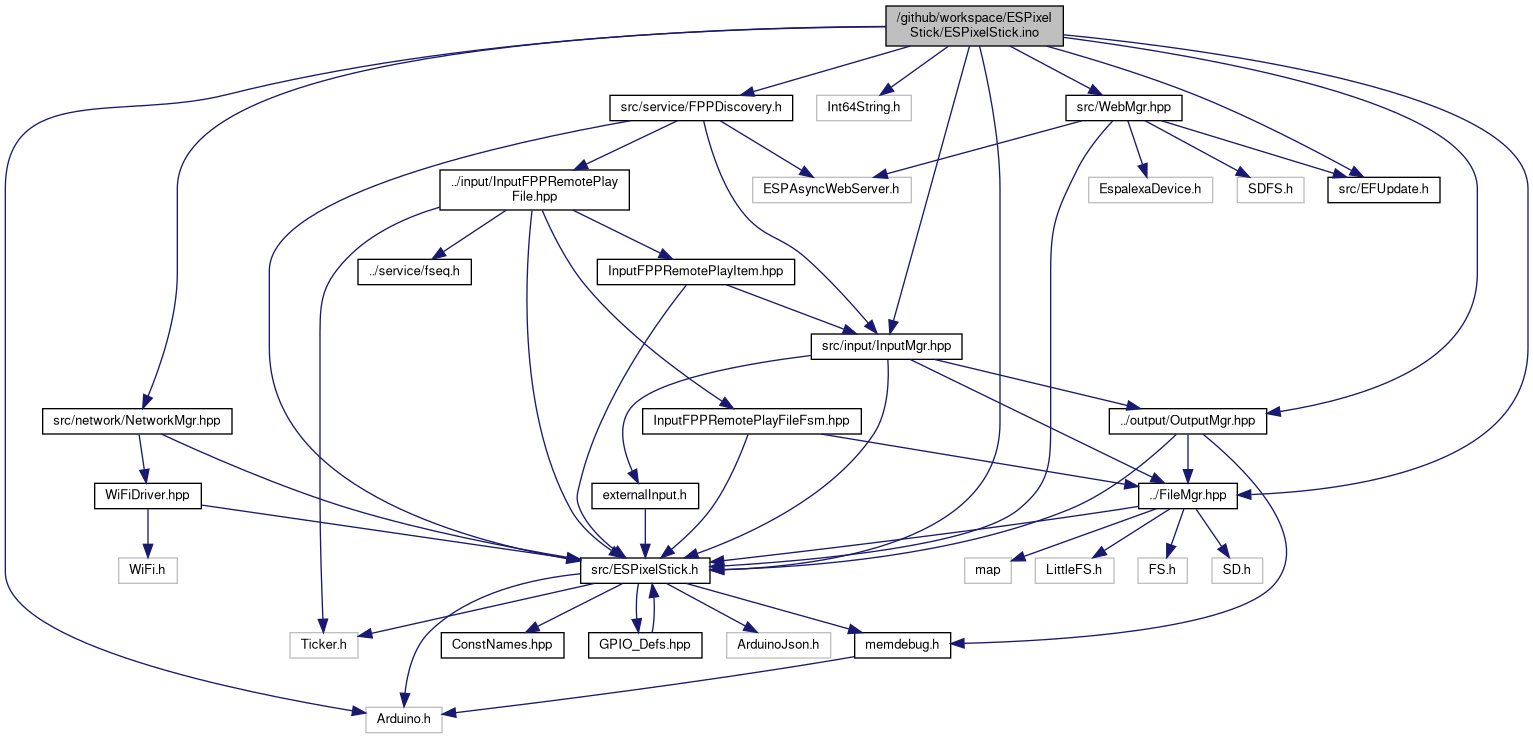 /github/workspace/ESPixel
Stick/ESPixelStick.ino
src/service/FPPDiscovery.h
Int64String.h
src/WebMgr.hpp
../input/InputFPPRemotePlay
File.hpp
ESPAsyncWebServer.h
EspalexaDevice.h
SDFS.h
src/EFUpdate.h
../service/fseq.h
InputFPPRemotePlayItem.hpp
src/input/InputMgr.hpp
src/network/NetworkMgr.hpp
InputFPPRemotePlayFileFsm.hpp
../output/OutputMgr.hpp
WiFiDriver.hpp
externalInput.h
../FileMgr.hpp
WiFi.h
src/ESPixelStick.h
map
LittleFS.h
FS.h
SD.h
Ticker.h
ConstNames.hpp
GPIO_Defs.hpp
ArduinoJson.h
memdebug.h
Arduino.h